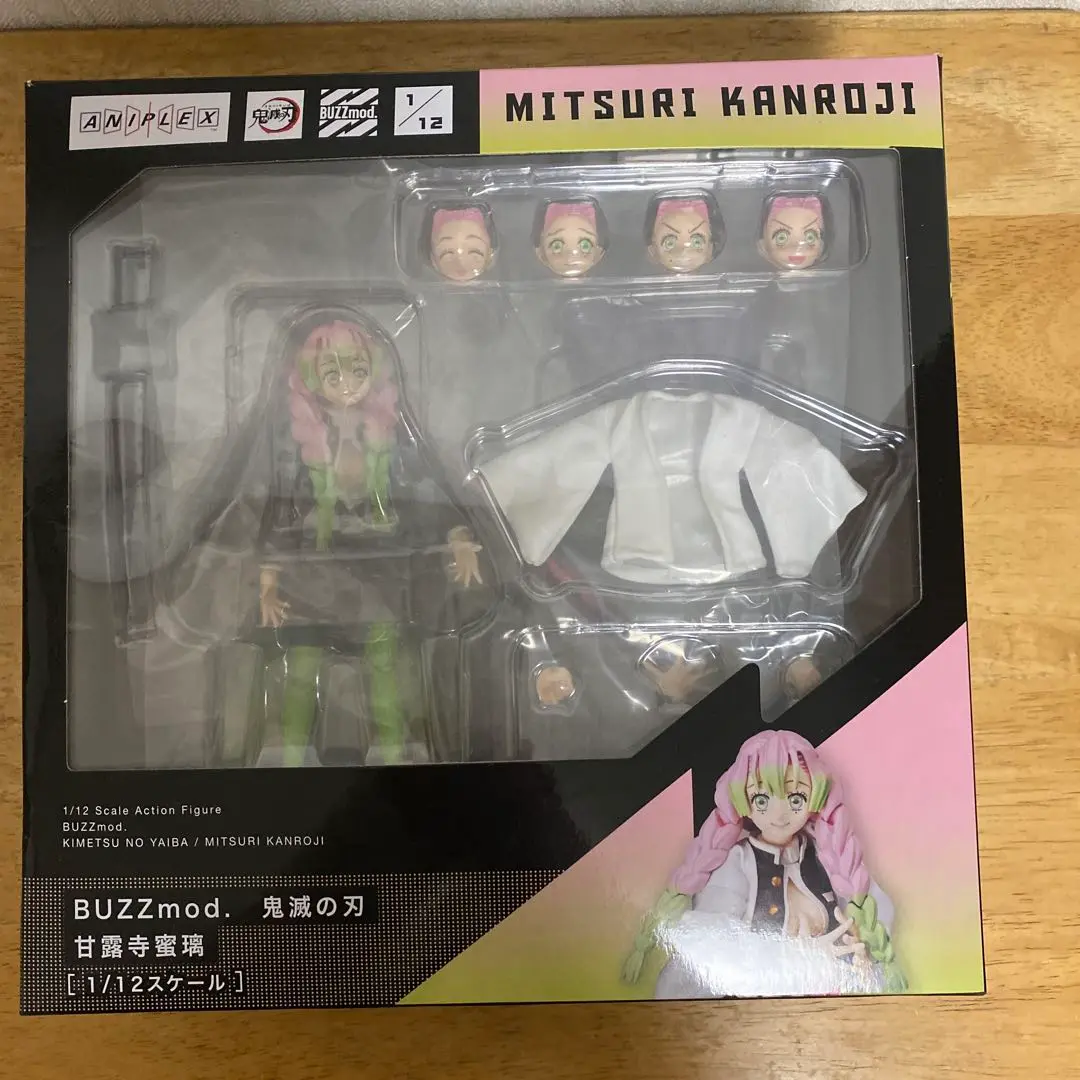 ANIPLEX
鬼滅の刃
BUZZmod.
1/12
MITSURI KANROJI
1/12 Scale Action Figure
BUZZmod.
KIMETSU NO YAIBA / MITSURI KANROJI
BUZZmod. 鬼滅の刃
甘露寺蜜璃
[ 1/12スケール ]